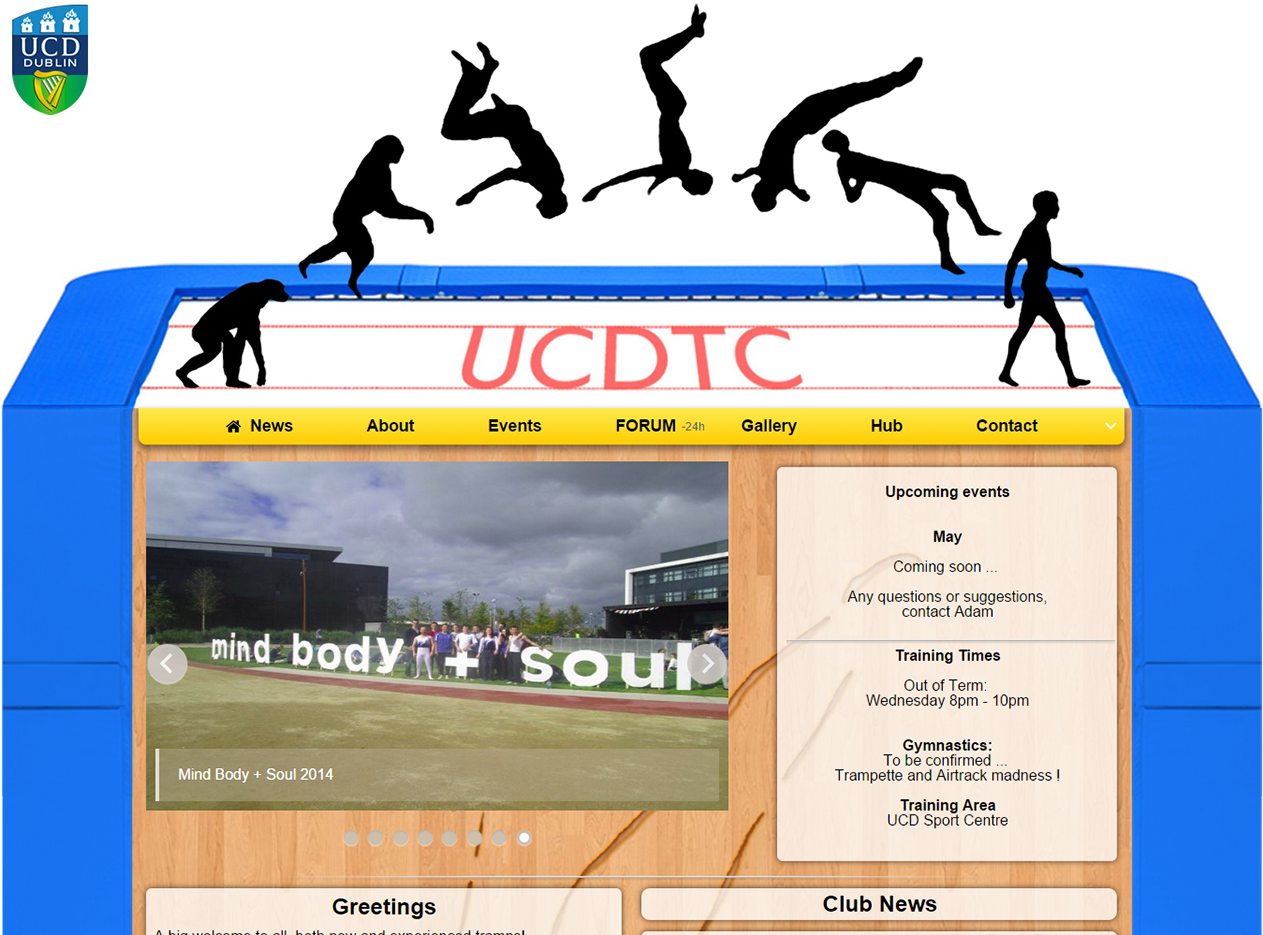 UCD
DUBLIN
UCDTC
News
About
Events
FORUM -24h
Gallery
Hub
Contact
mind body + soul
Mind Body + Soul 2014
Upcoming events
May
Coming soon ...
Any questions or suggestions,
contact Adam
Training Times
Out of Term:
Wednesday 8pm - 10pm
Gymnastics:
To be confirmed ...
Trampette and Airtrack madness !
Training Area
UCD Sport Centre
Greetings
A big welcome to all, both new and experienced tramps!
Club News